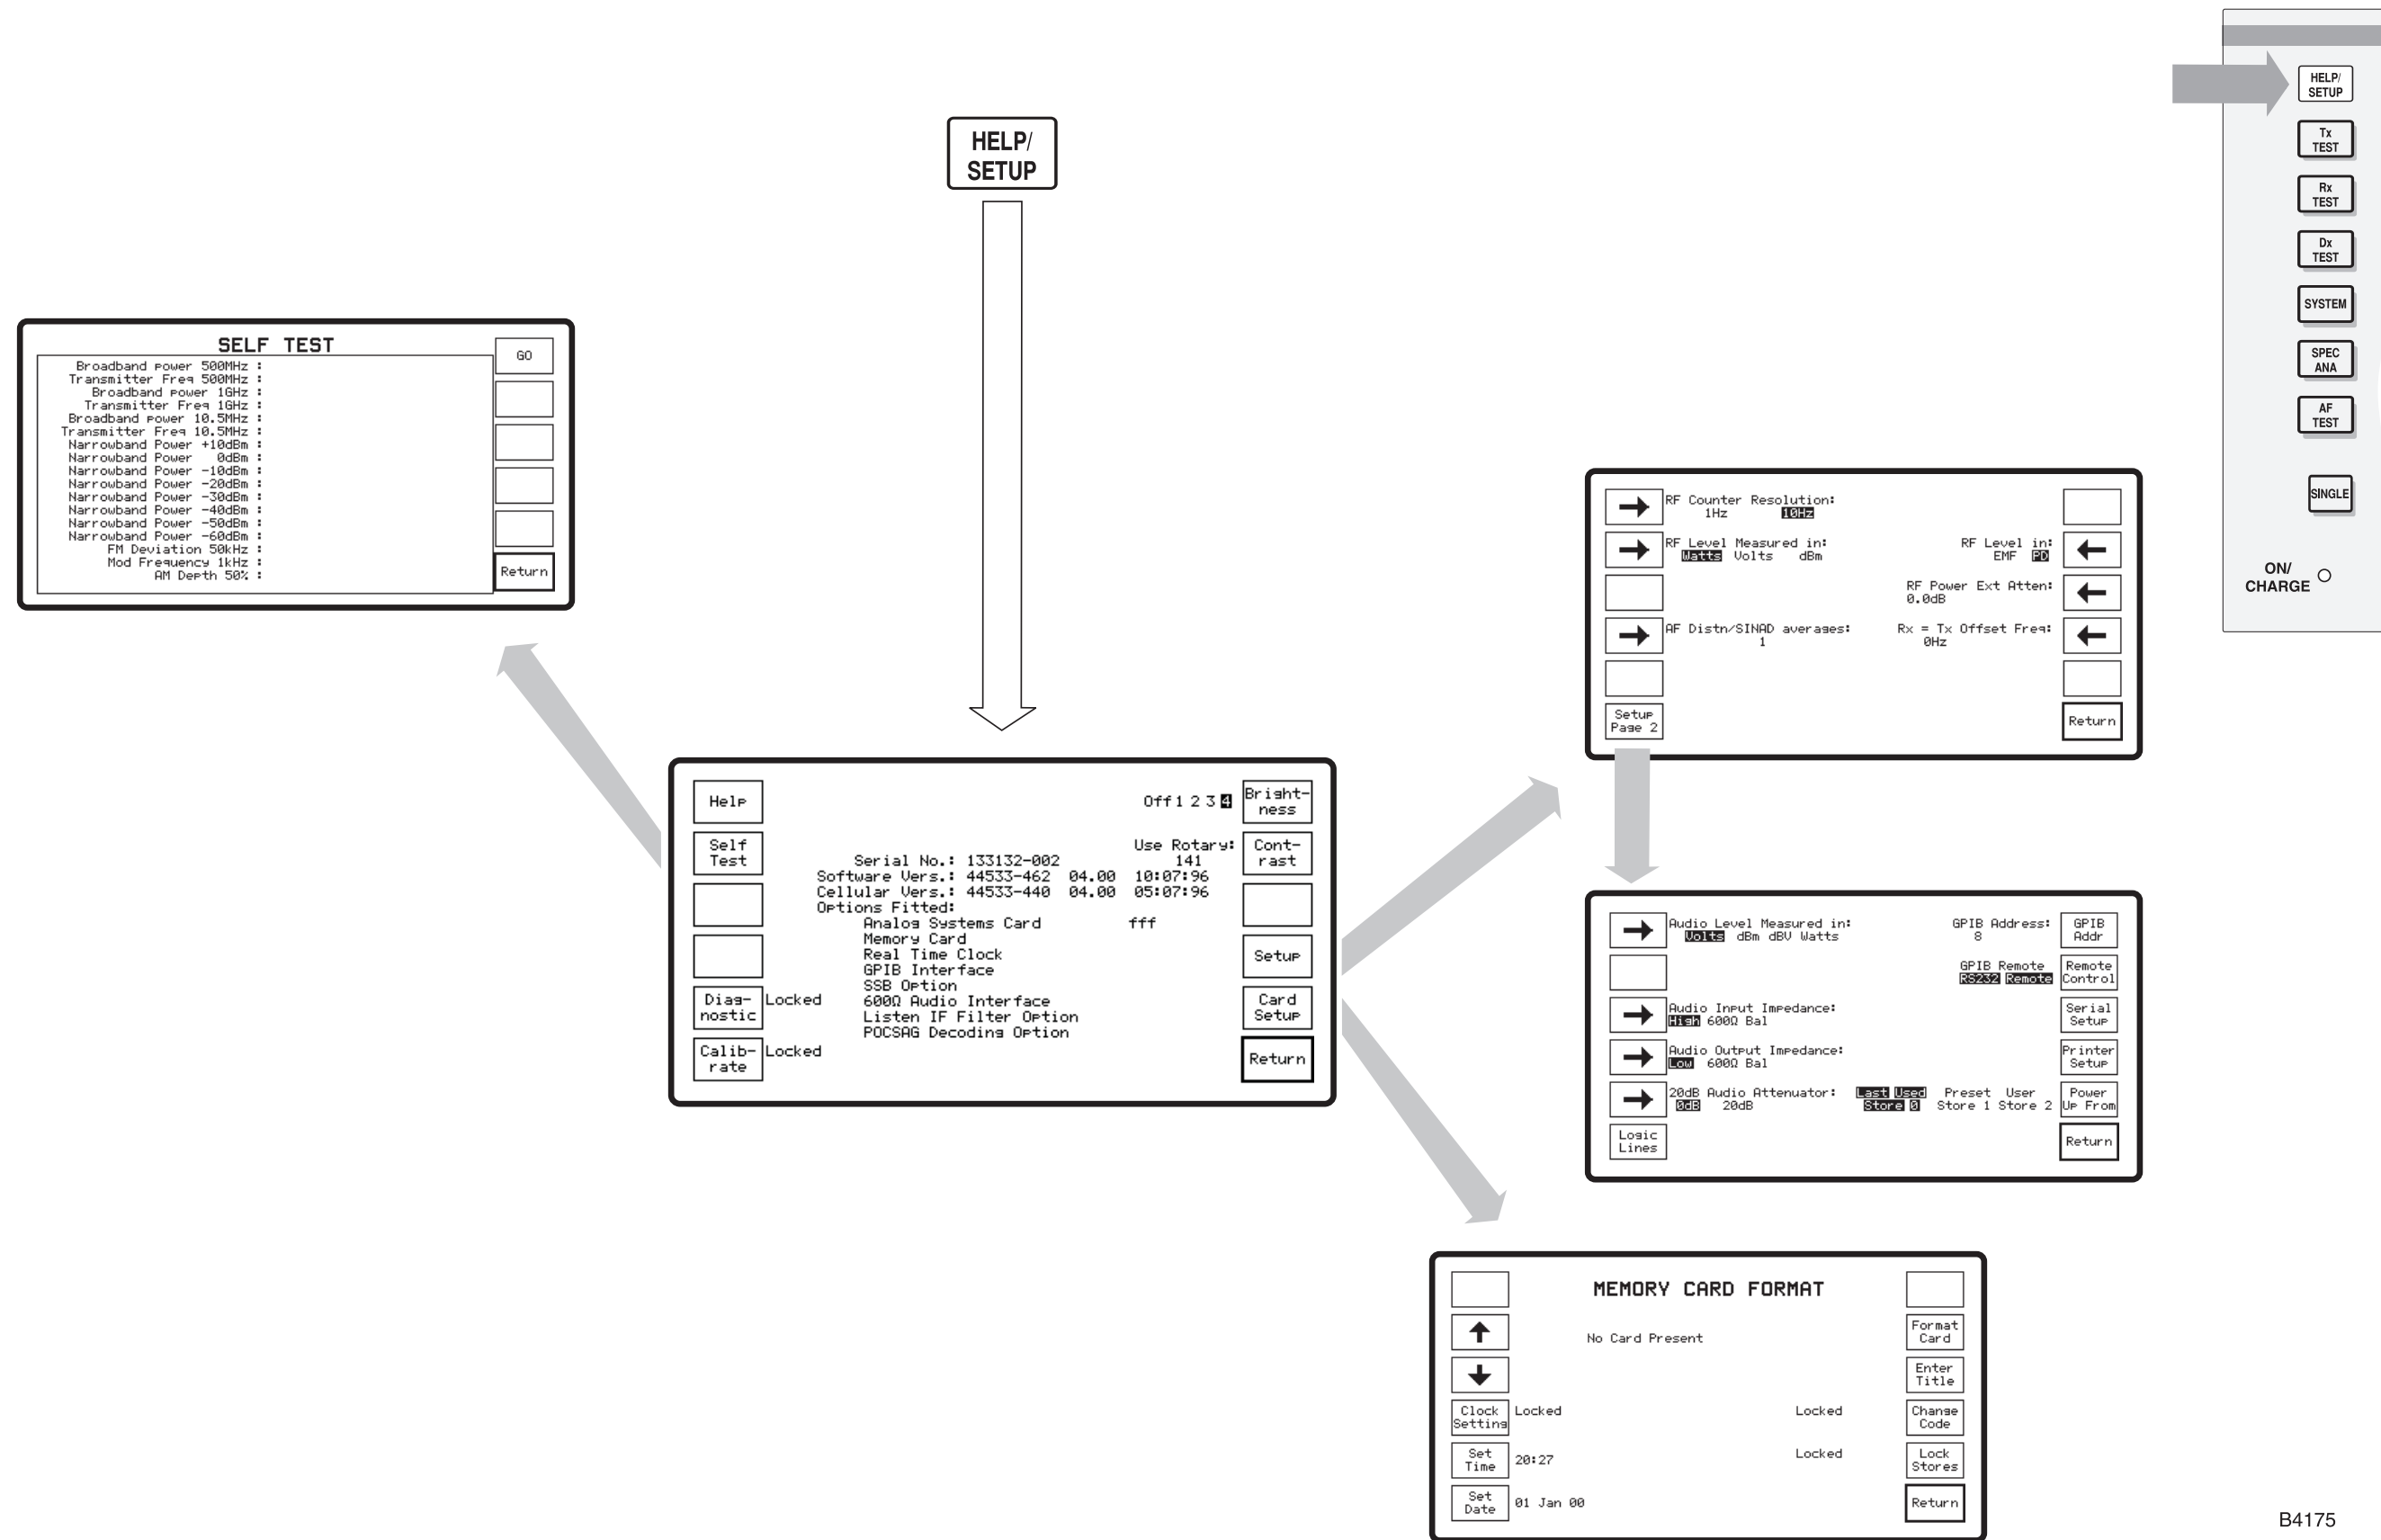 HELP/
SETUP
HELP/
SETUP
Tx
TEST
Rx
TEST
Dx
TEST
SYSTEM
SPEC
ANA
AF
TEST
SINGLE
ON/
CHARGE
SELF TEST
GO
Broadband power 500MHz :
Transmitter Freq 500MHz :
Broadband power 1GHz :
Transmitter Freq 1GHz :
Broadband power 10.5MHz :
Transmitter Freq 10.5MHz :
Narrowband Power +10dBm :
Narrowband Power 0dBm :
Narrowband Power -10dBm :
Narrowband Power -20dBm :
Narrowband Power -30dBm :
Narrowband Power -40dBm :
Narrowband Power -50dBm :
Narrowband Power -60dBm :
FM Deviation 50kHz :
Mod Frequency 1kHz :
AM Depth 50% :
Return
RF Counter Resolution:
1Hz 10Hz
RF Level Measured in:
Watts Volts dBm
RF Level in:
EMF PD
RF Power Ext Atten:
0.0dB
AF Distn/SINAD averages:
1
Rx = Tx Offset Freq:
0Hz
Setup
Page 2
Return
Help
Off 1 2 3 4
Bright-
ness
Self
Test
Use Rotary:
141
Cont-
rast
Serial No.: 133132-002
Software Vers.: 44533-462 04.00 10:07:96
Cellular Vers.: 44533-440 04.00 05:07:96
Options Fitted:
Analog Systems Card fff
Memory Card
Real Time Clock
GPIB Interface
SSB Option
600Ω Audio Interface
Listen IF Filter Option
POCSAG Decoding Option
Setup
Diag-
nostic
Locked
Card
Setup
Calib-
rate
Locked
Return
Audio Level Measured in:
Volts dBm dBV Watts
GPIB Address:
8
GPIB
Addr
GPIB Remote
RS232 Remote
Remote
Control
Audio Input Impedance:
High 600Ω Bal
Serial
Setup
Audio Output Impedance:
Low 600Ω Bal
Printer
Setup
20dB Audio Attenuator:
0dB 20dB
Last Used Preset User
Store 0 Store 1 Store 2
Power
Up From
Logic
Lines
Return
MEMORY CARD FORMAT
No Card Present
Format
Card
Enter
Title
Clock
Setting
Locked
Locked
Change
Code
Set
Time
20:27
Locked
Lock
Stores
Set
Date
01 Jan 00
Return
B4175